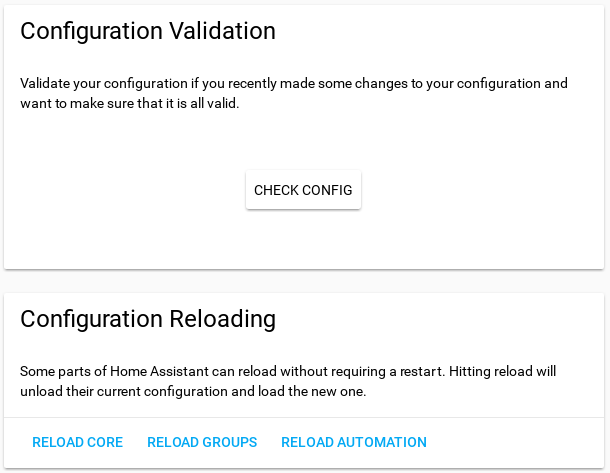 Configuration Validation
Validate your configuration if you recently made some changes to your configuration and
want to make sure that it is all valid.
CHECK CONFIG
Configuration Reloading
Some parts of Home Assistant can reload without requiring a restart. Hitting reload will
unload their current configuration and load the new one.
RELOAD CORE RELOAD GROUPS RELOAD AUTOMATION